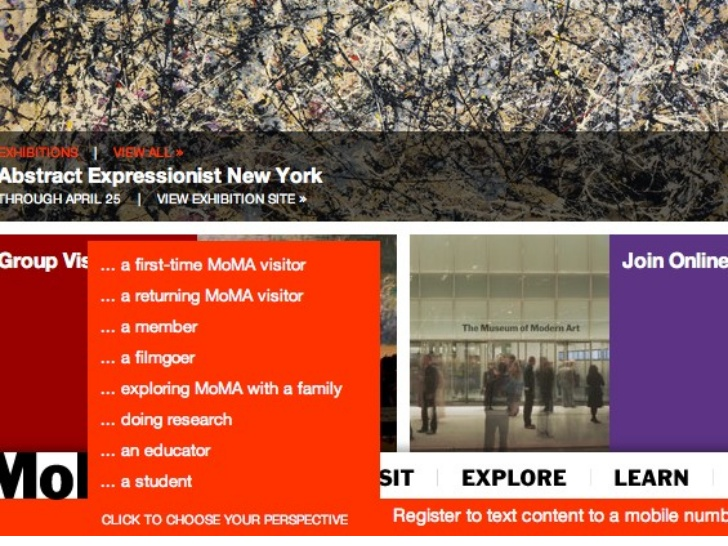 EXHIBITIONS | VIEW ALL »
Abstract Expressionist New York
THROUGH APRIL 25 | VIEW EXHIBITION SITE »
Group Vis
... a first-time MoMA visitor
... a returning MoMA visitor
... a member
... a filmgoer
... exploring MoMA with a family
... doing research
... an educator
... a student
CLICK TO CHOOSE YOUR PERSPECTIVE
The Museum of Modern Art
Join Online
MoM
SIT | EXPLORE | LEARN |
Register to text content to a mobile numb